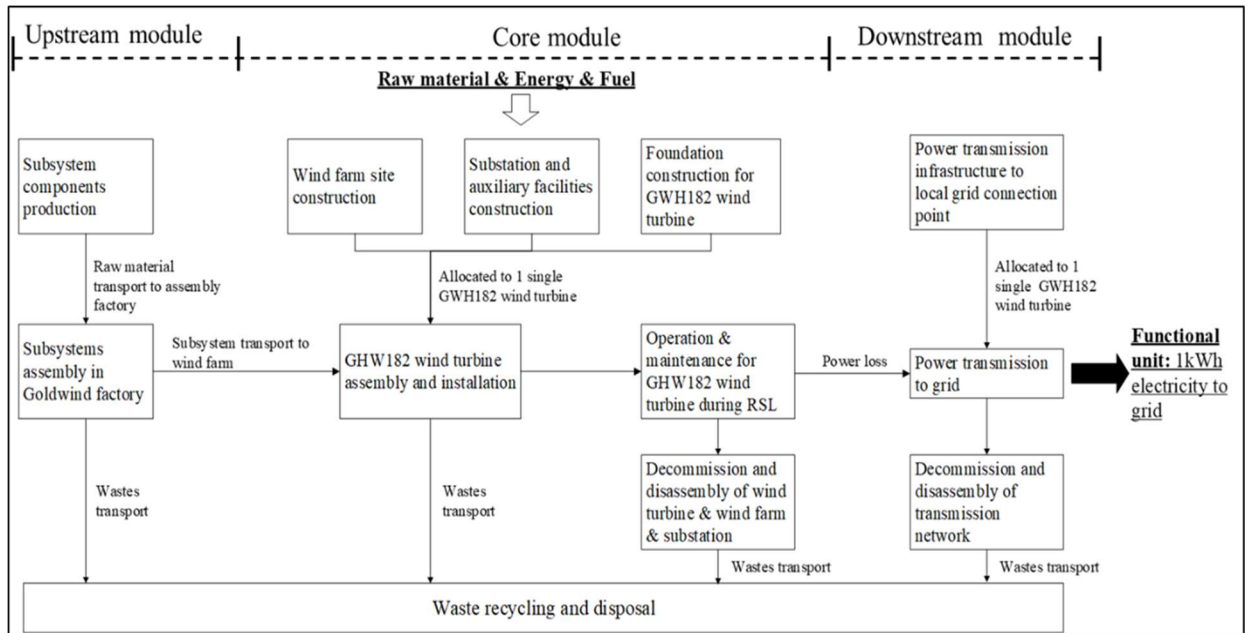 Upstream module
Core module
Downstream module
Raw material & Energy & Fuel
Subsystem
components
production
Wind farm site
construction
Substation and
auxiliary facilities
construction
Foundation
construction for
GWH182 wind
turbine
Power transmission
infrastructure to
local grid connection
point
Raw material
transport to assembly
factory
Allocated to 1 single
GWH182 wind turbine
Allocated to 1
single GWH182
wind turbine
Subsystems
assembly in
Goldwind factory
Subsystem transport to
wind farm
GHW182 wind turbine
assembly and installation
Operation &
maintenance for
GHW182 wind
turbine during RSL
Power loss
Power transmission
to grid
Functional
unit: 1kWh
electricity to
grid
Wastes
transport
Wastes
transport
Decommission and
disassembly of wind
turbine & wind farm
& substation
Decommission and
disassembly of
transmission
network
Wastes transport
Wastes transport
Waste recycling and disposal